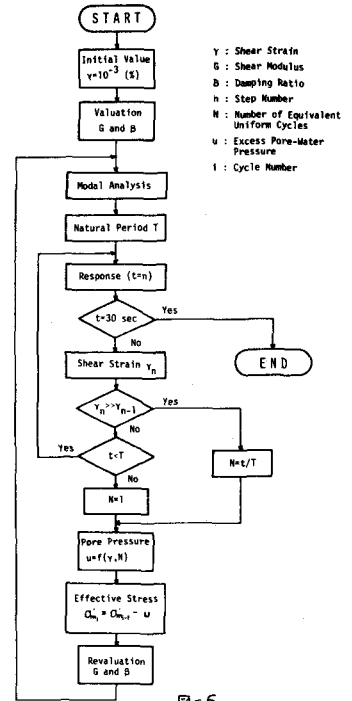 START
Initial Value
γ=10⁻³ (%)
Valuation
G and β
Modal Analysis
Natural Period T
Response (t=n)
t=30 sec
Yes
No
END
Shear Strain γn
γn>>γn-1
Yes
No
t<T
Yes
No
N=t/T
N=1
Pore Pressure
u=f(γ,N)
Effective Stress
σ'mi = σ'mi-1 - u
Revaluation
G and β
γ : Shear Strain
G : Shear Modulus
β : Damping Ratio
n : Step Number
N : Number of Equivalent
Uniform Cycles
u : Excess Pore-Water
Pressure
i : Cycle Number
図-6